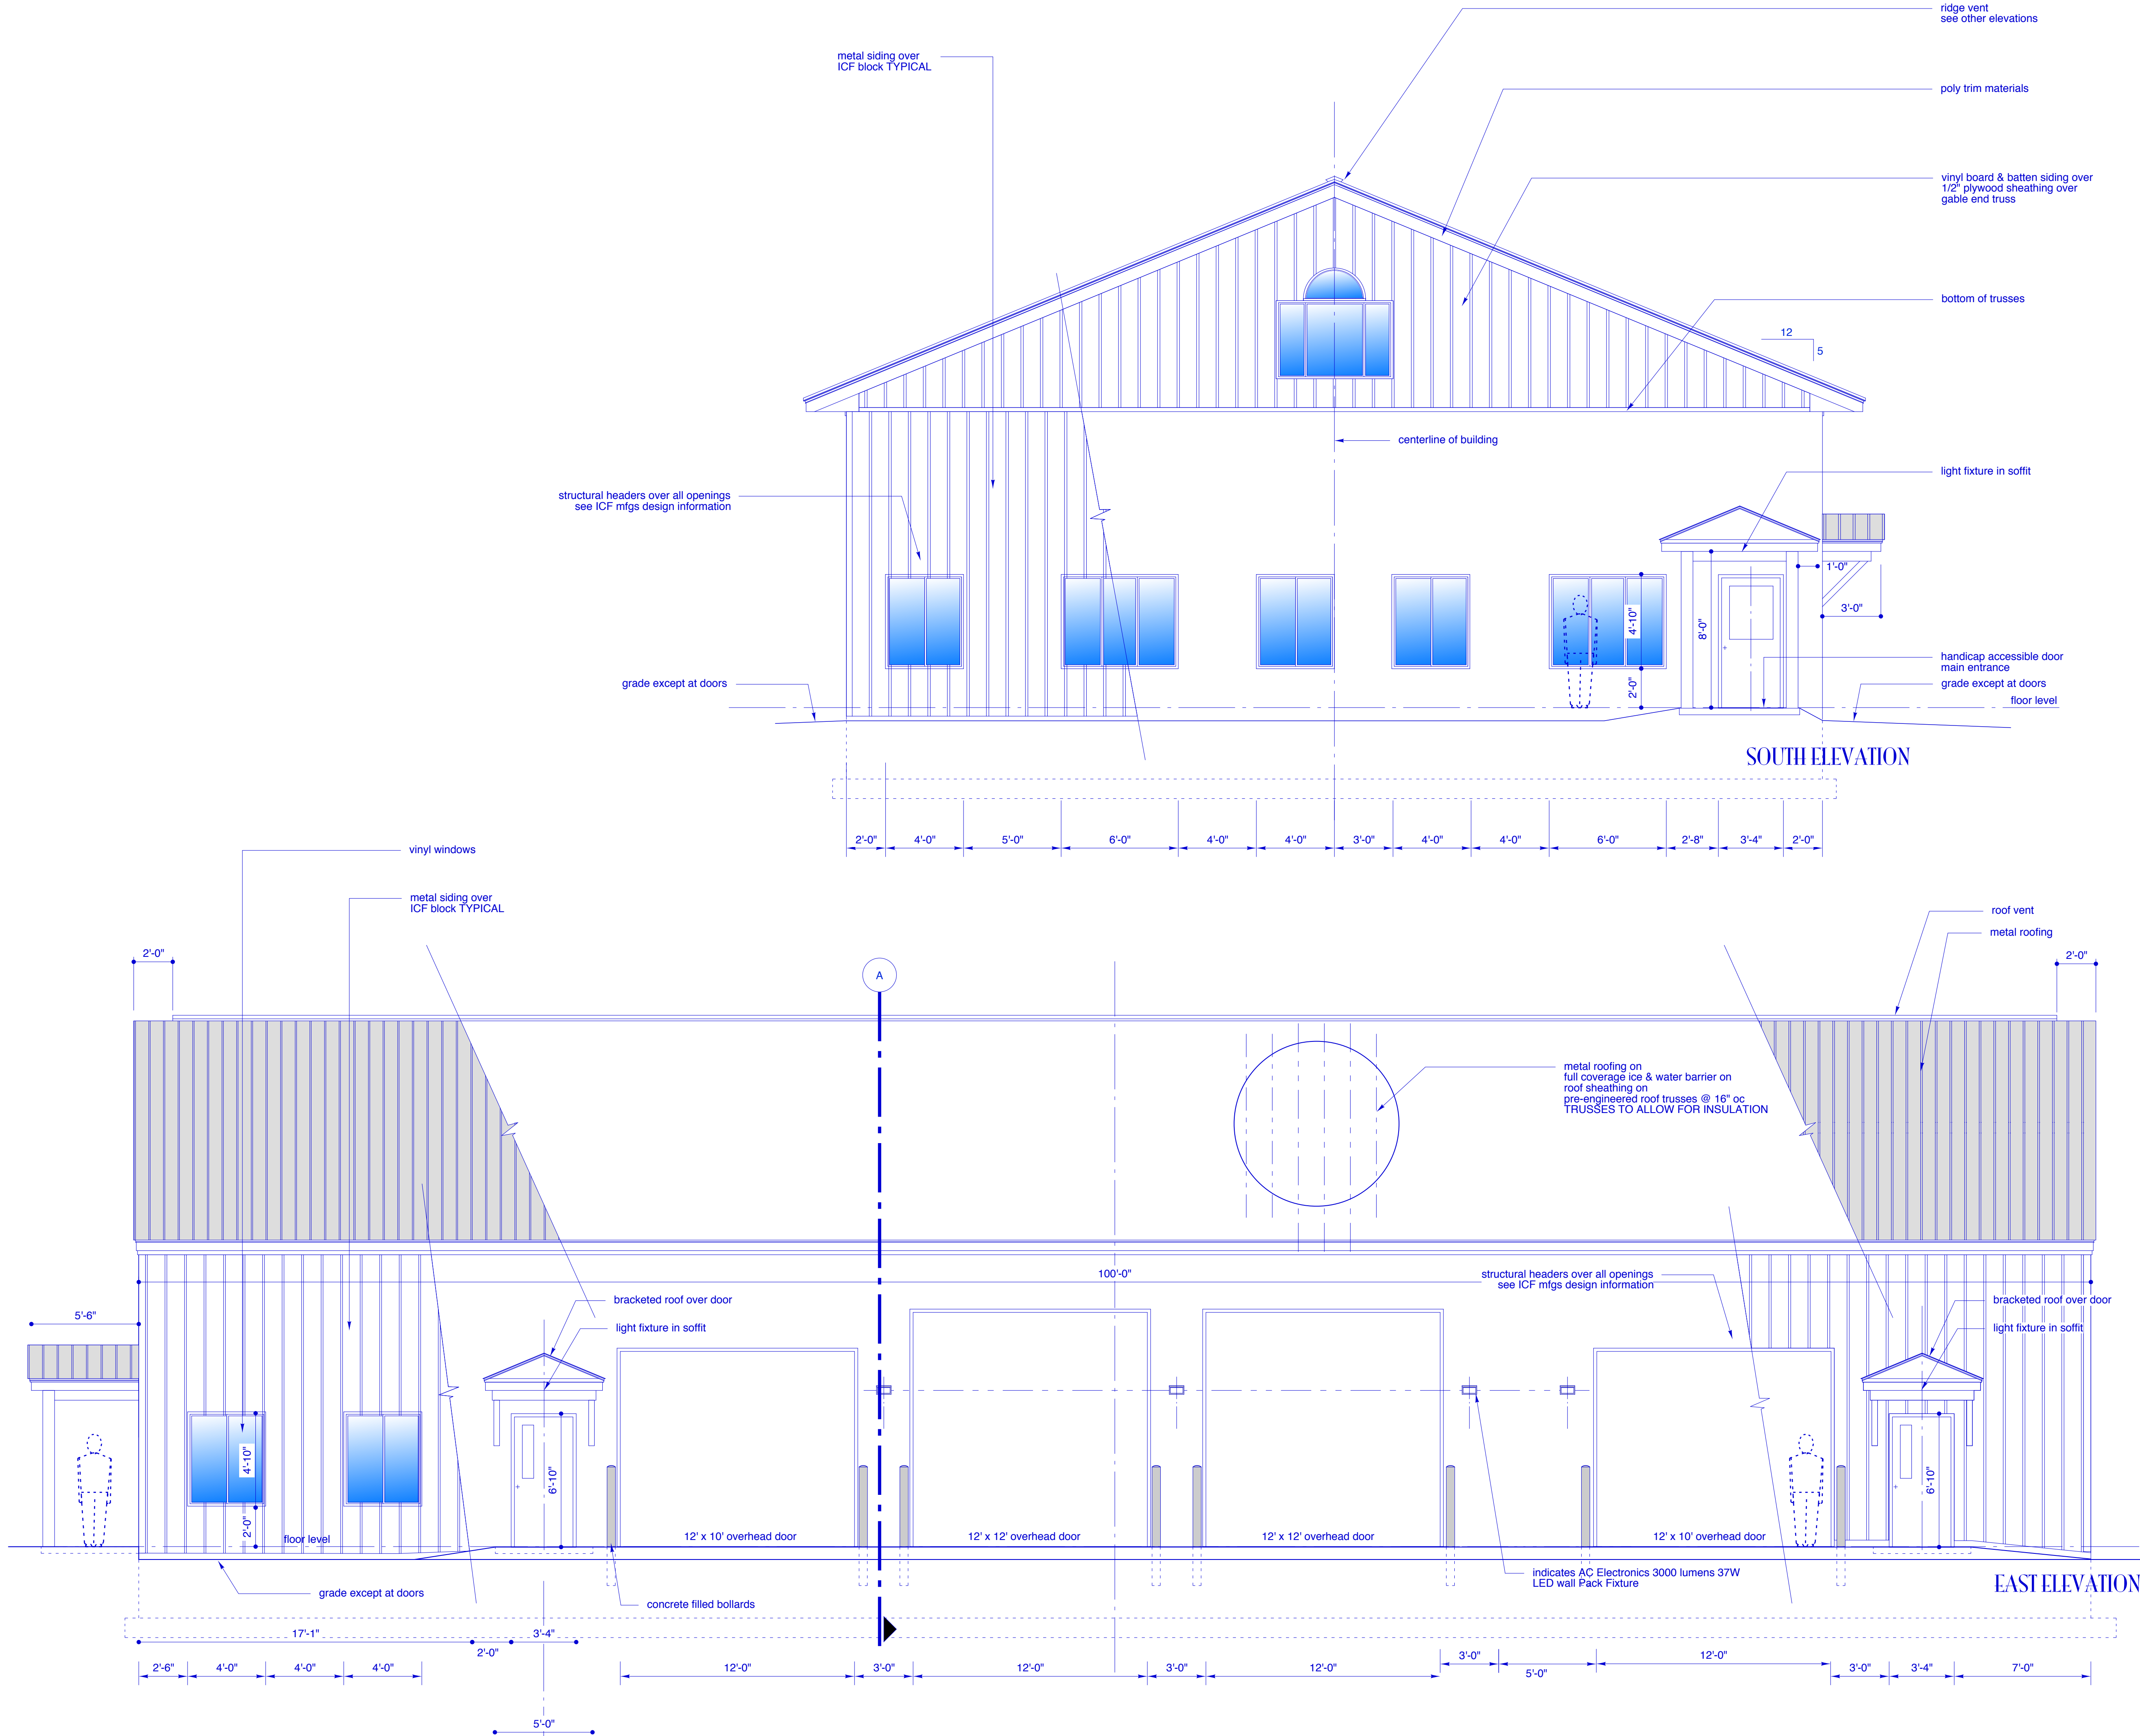 ridge vent
see other elevations
metal siding over
ICF block TYPICAL
poly trim materials
vinyl board & batten siding over
1/2" plywood sheathing over
gable end truss
bottom of trusses
12
5
centerline of building
light fixture in soffit
structural headers over all openings
see ICF mfgs design information
1'-0"
3'-0"
4'-10"
8'-0"
2'-0"
handicap accessible door
main entrance
grade except at doors
grade except at doors
floor level
SOUTH ELEVATION
2'-0"
4'-0"
5'-0"
6'-0"
4'-0"
4'-0"
3'-0"
4'-0"
4'-0"
6'-0"
2'-8"
3'-4"
2'-0"
vinyl windows
metal siding over
ICF block TYPICAL
roof vent
metal roofing
2'-0"
A
2'-0"
metal roofing on
full coverage ice & water barrier on
roof sheathing on
pre-engineered roof trusses @ 16" oc
TRUSSES TO ALLOW FOR INSULATION
100'-0"
structural headers over all openings
see ICF mfgs design information
5'-6"
bracketed roof over door
light fixture in soffit
bracketed roof over door
light fixture in soffit
4'-10"
2'-0"
6'-10"
6'-10"
floor level
12' x 10' overhead door
12' x 12' overhead door
12' x 12' overhead door
12' x 10' overhead door
grade except at doors
concrete filled bollards
indicates AC Electronics 3000 lumens 37W
LED wall Pack Fixture
EAST ELEVATION
17'-1"
2'-0"
3'-4"
2'-6"
4'-0"
4'-0"
4'-0"
12'-0"
3'-0"
12'-0"
3'-0"
12'-0"
3'-0"
5'-0"
12'-0"
3'-0"
3'-4"
7'-0"
5'-0"